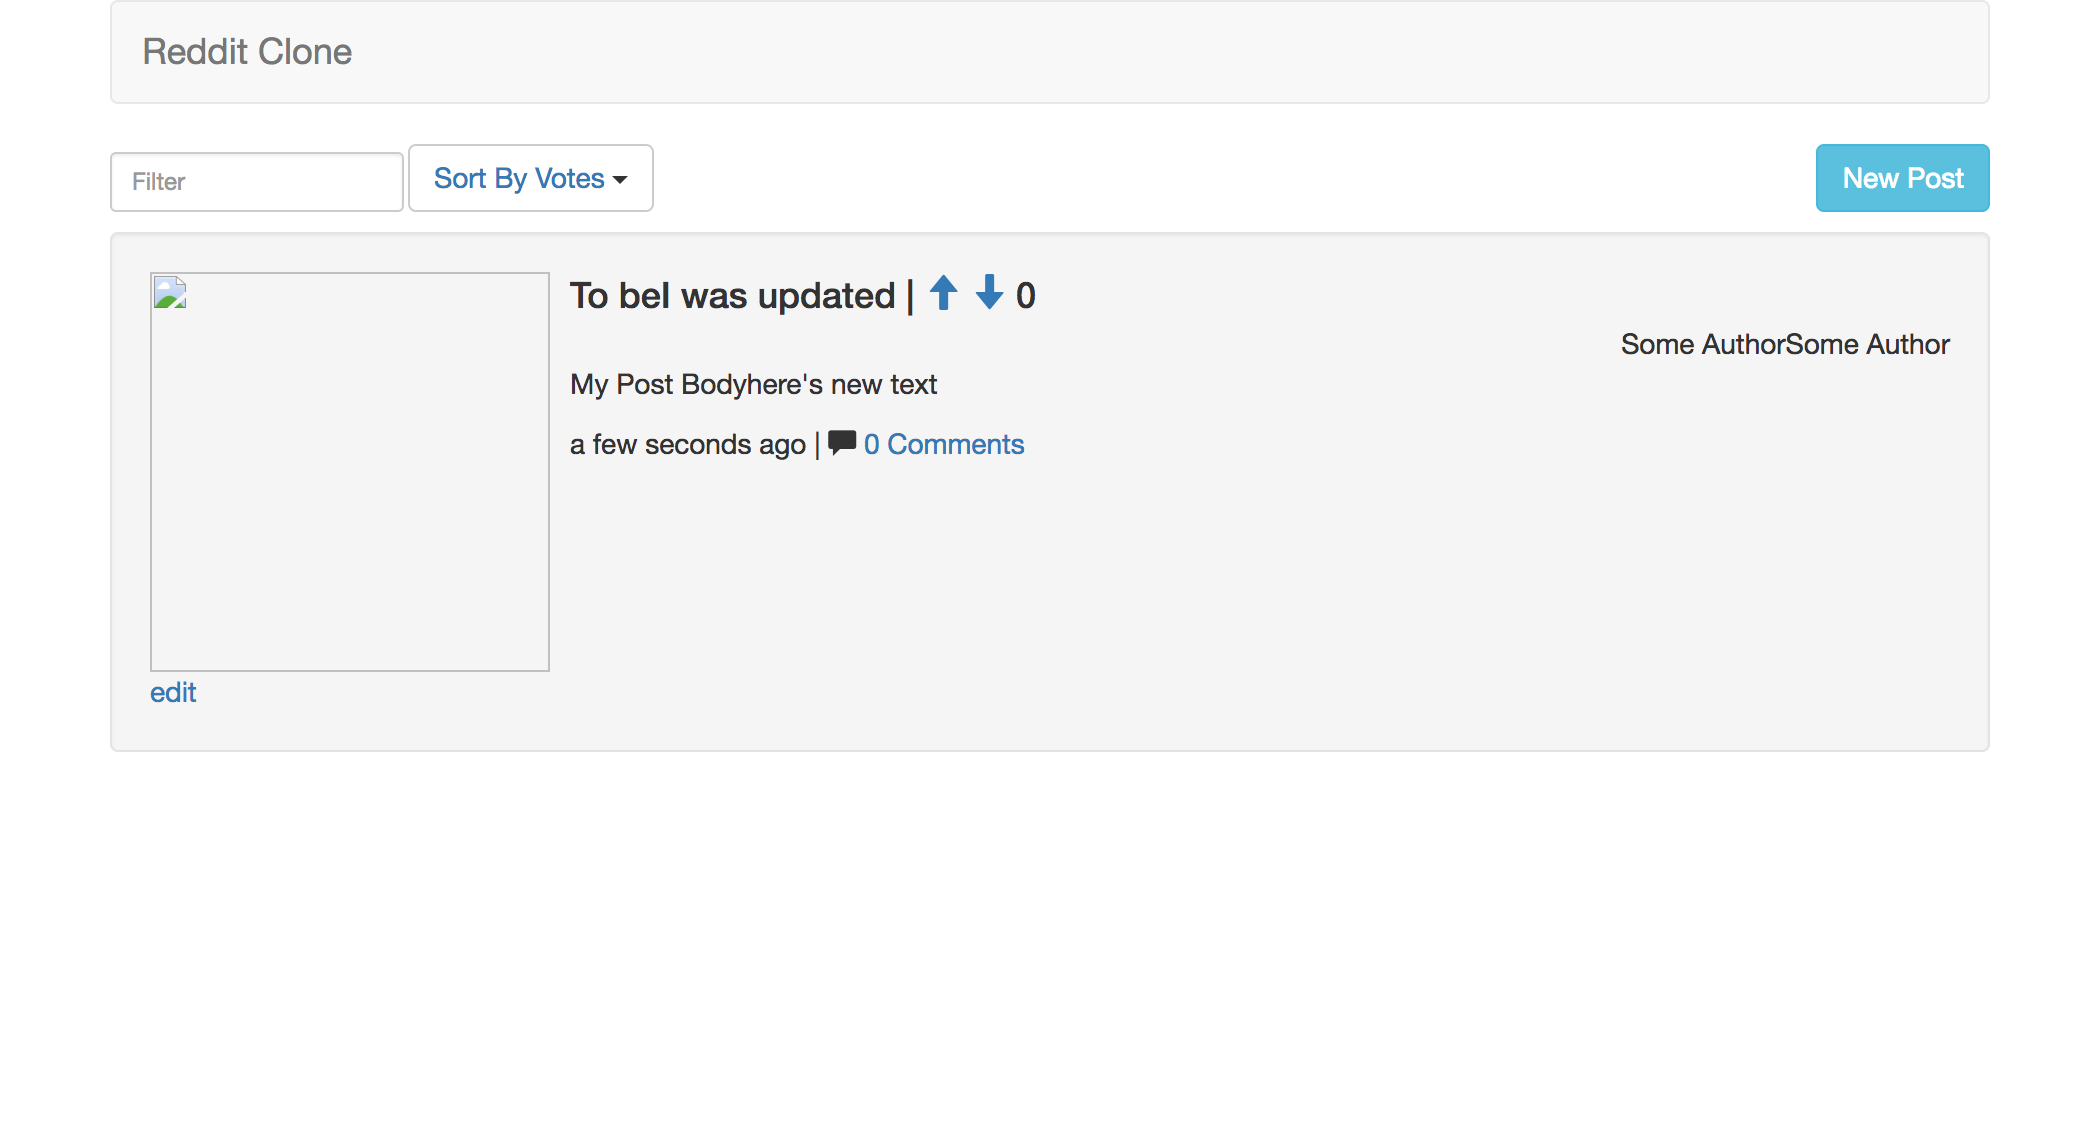 Reddit Clone
Filter
Sort By Votes
New Post
To beI was updated | 0
Some AuthorSome Author
My Post Bodyhere's new text
a few seconds ago | 0 Comments
edit